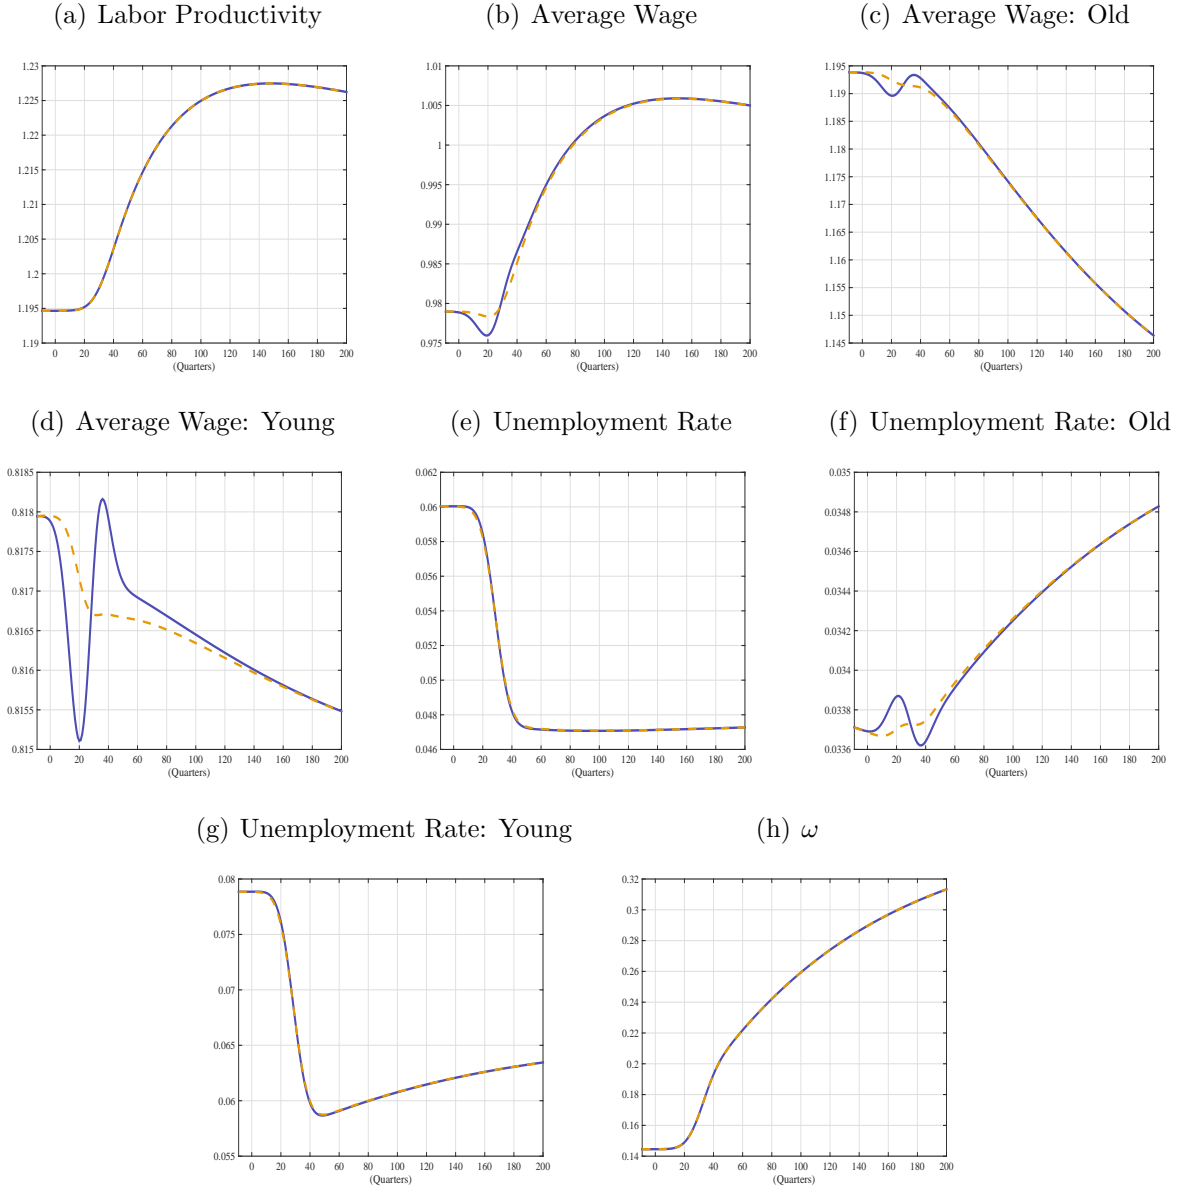 (a) Labor Productivity
(b) Average Wage
(c) Average Wage: Old
1.23
1.225
1.22
1.215
1.21
1.205
1.2
1.195
1.19
0 20 40 60 80 100 120 140 160 180 200
(Quarters)
1.01
1.005
1
0.995
0.99
0.985
0.98
0.975
0 20 40 60 80 100 120 140 160 180 200
(Quarters)
1.195
1.19
1.185
1.18
1.175
1.17
1.165
1.16
1.155
1.15
1.145
0 20 40 60 80 100 120 140 160 180 200
(Quarters)
(d) Average Wage: Young
(e) Unemployment Rate
(f) Unemployment Rate: Old
0.8185
0.818
0.8175
0.817
0.8165
0.816
0.8155
0.815
0 20 40 60 80 100 120 140 160 180 200
(Quarters)
0.062
0.06
0.058
0.056
0.054
0.052
0.05
0.048
0.046
0 20 40 60 80 100 120 140 160 180 200
(Quarters)
0.035
0.0348
0.0346
0.0344
0.0342
0.034
0.0338
0.0336
0 20 40 60 80 100 120 140 160 180 200
(Quarters)
(g) Unemployment Rate: Young
(h) ω
0.08
0.075
0.07
0.065
0.06
0.055
0 20 40 60 80 100 120 140 160 180 200
(Quarters)
0.32
0.3
0.28
0.26
0.24
0.22
0.2
0.18
0.16
0.14
0 20 40 60 80 100 120 140 160 180 200
(Quarters)